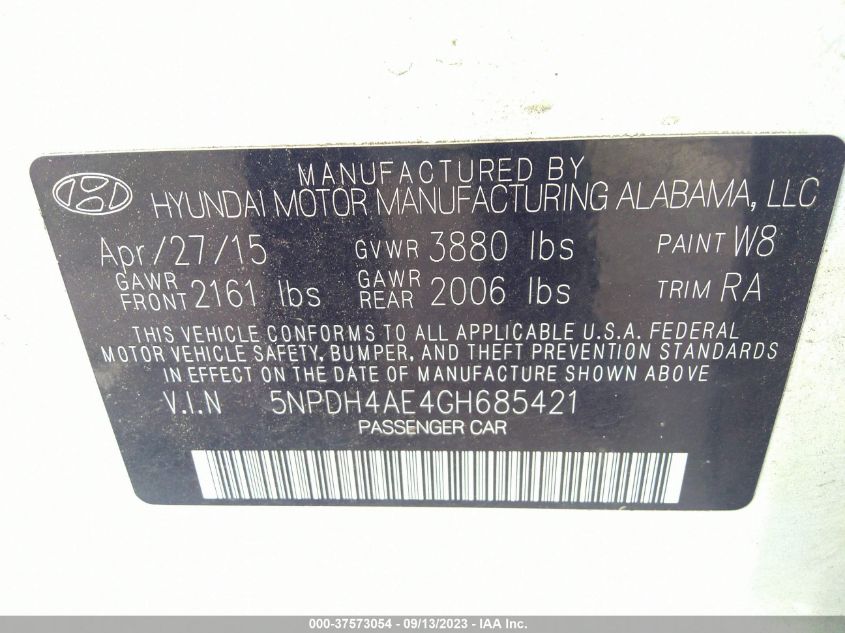 MANUFACTURED BY
HYUNDAI MOTOR MANUFACTURING ALABAMA, LLC
Apr/27/15 GVWR 3880 lbs PAINT W8
GAWR FRONT 2161 lbs GAWR REAR 2006 lbs TRIM RA
THIS VEHICLE CONFORMS TO ALL APPLICABLE U.S.A. FEDERAL
MOTOR VEHICLE SAFETY, BUMPER, AND THEFT PREVENTION STANDARDS
IN EFFECT ON THE DATE OF MANUFACTURE SHOWN ABOVE
V.I.N 5NPDH4AE4GH685421
PASSENGER CAR
000-37573054 - 09/13/2023 - IAA Inc.